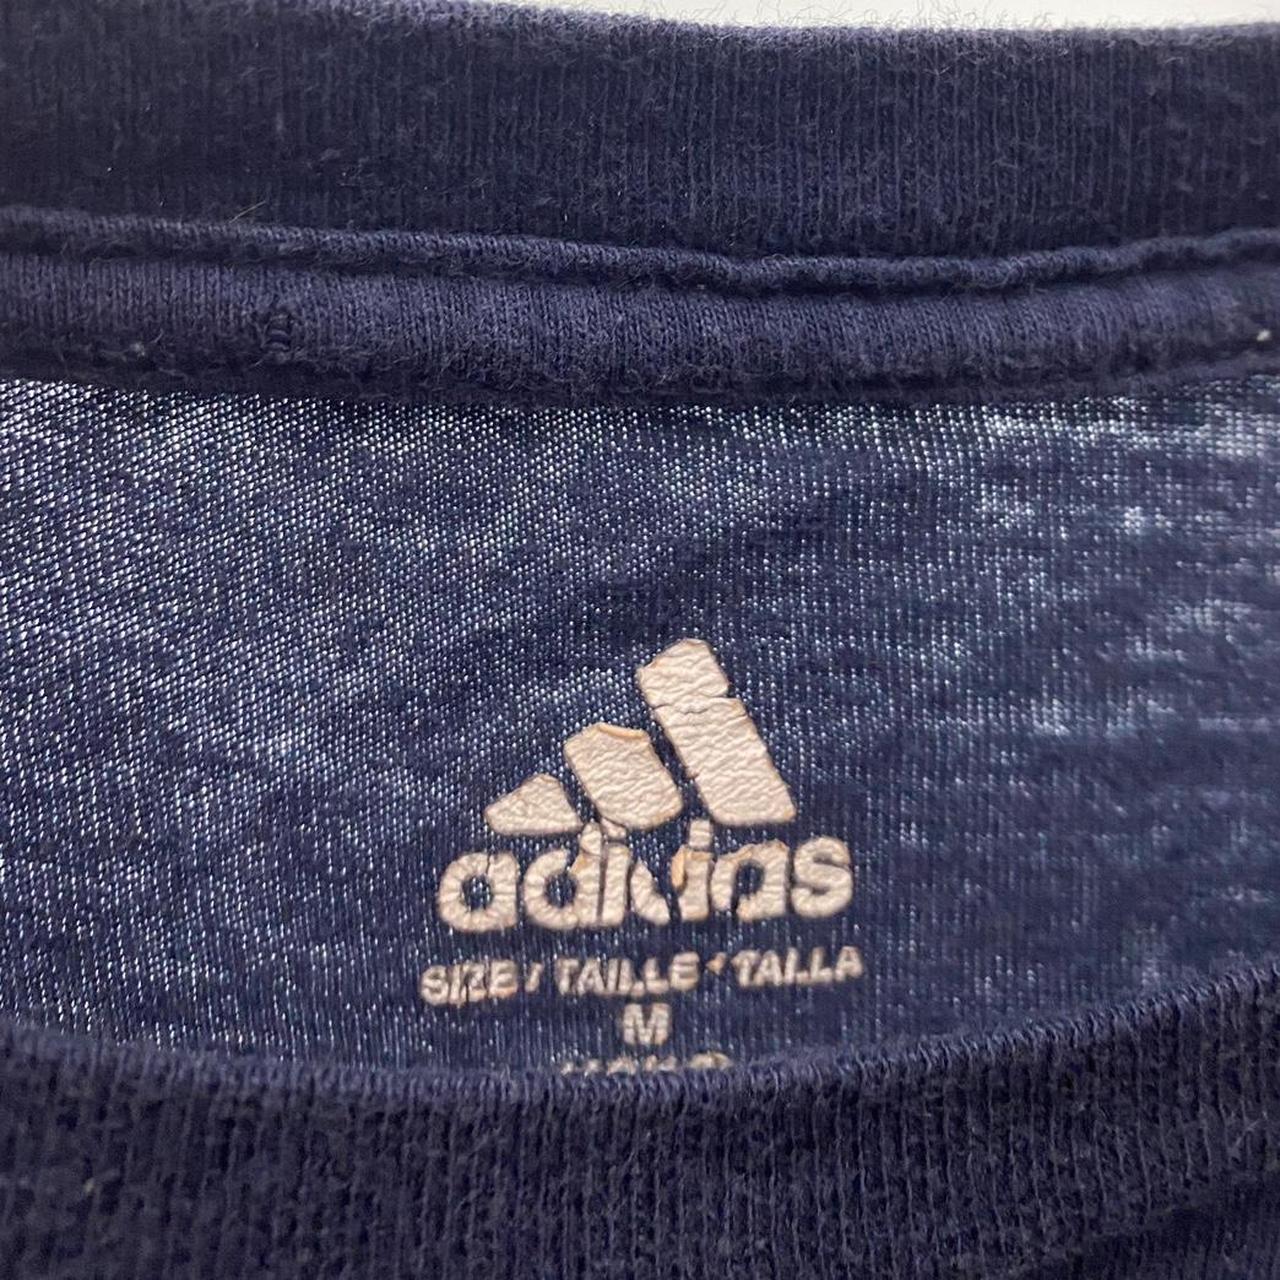 adidas
SIZE / TAILLE / TALLA
M